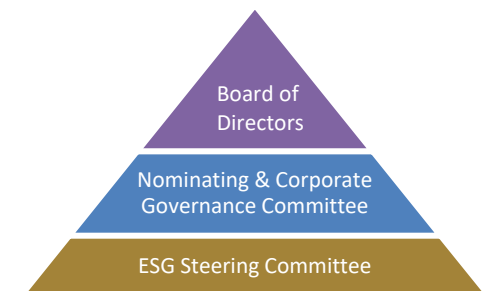 Board of
Directors
Nominating & Corporate
Governance Committee
ESG Steering Committee